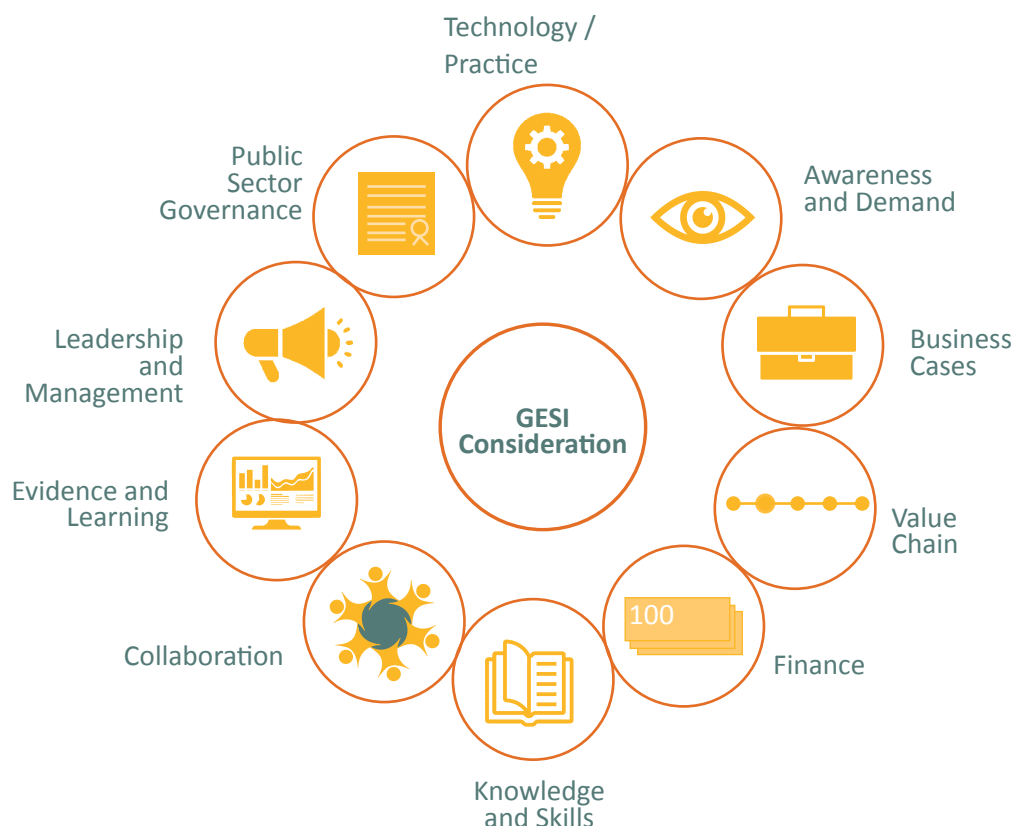 Technology /
Practice
Awareness
and Demand
Business
Cases
Value
Chain
100
Finance
Knowledge
and Skills
Collaboration
Evidence and
Learning
Leadership
and
Management
Public
Sector
Governance
GESI
Consideration